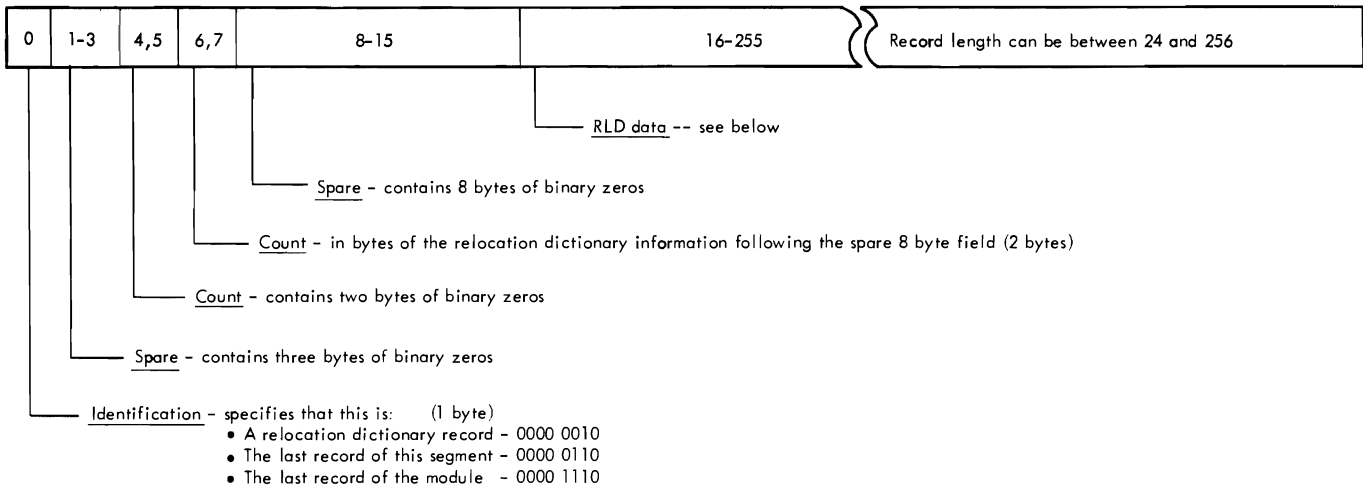 0 1-3 4,5 6,7 8-15 16-255 Record length can be between 24 and 256
RLD data -- see below
Spare - contains 8 bytes of binary zeros
Count - in bytes of the relocation dictionary information following the spare 8 byte field (2 bytes)
Count - contains two bytes of binary zeros
Spare - contains three bytes of binary zeros
Identification - specifies that this is: (1 byte)
• A relocation dictionary record - 0000 0010
• The last record of this segment - 0000 0110
• The last record of the module - 0000 1110